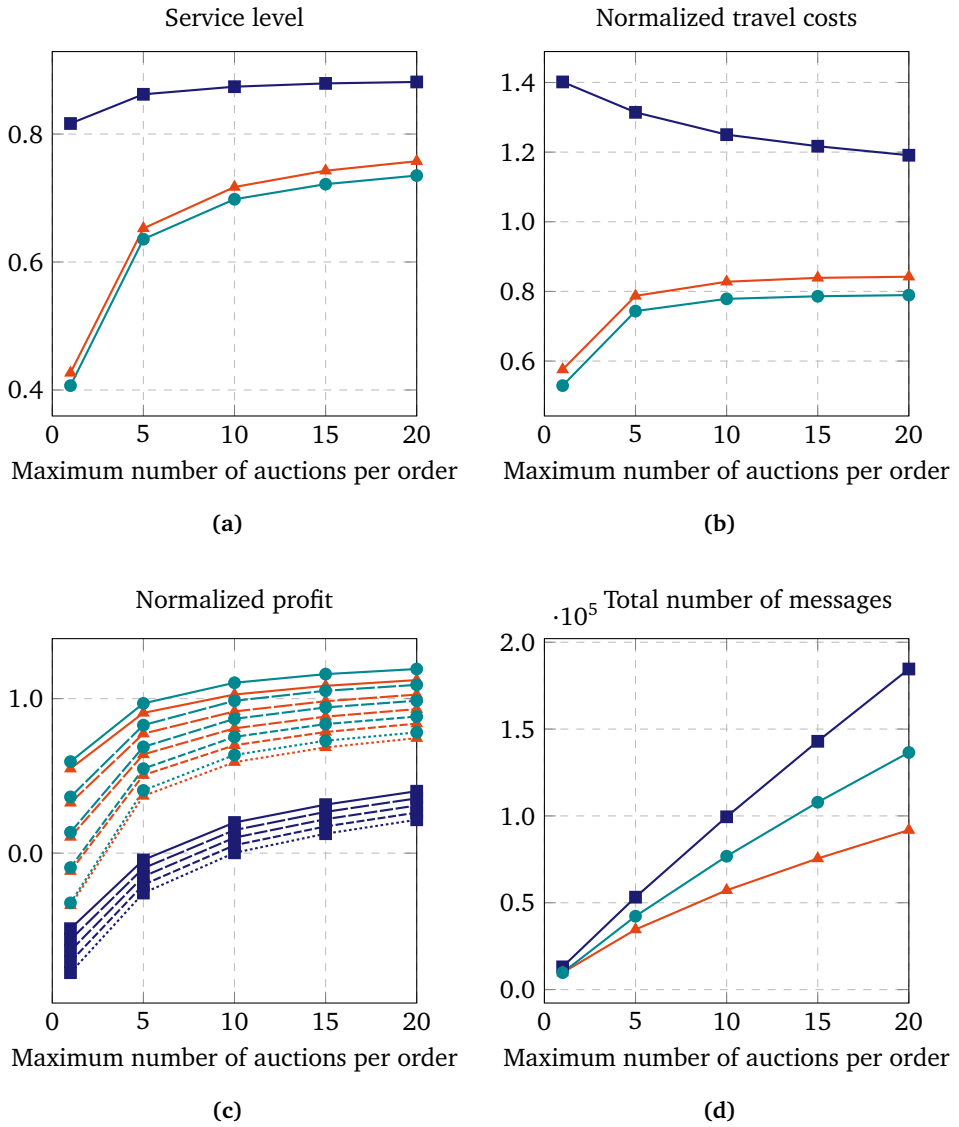 Service level
0.8
0.6
0.4
0 5 10 15 20
Maximum number of auctions per order
(a)
Normalized travel costs
1.4
1.2
1.0
0.8
0.6
0 5 10 15 20
Maximum number of auctions per order
(b)
Normalized profit
1.0
0.0
0 5 10 15 20
Maximum number of auctions per order
(c)
Total number of messages
·10⁵
2.0
1.5
1.0
0.5
0.0
0 5 10 15 20
Maximum number of auctions per order
(d)